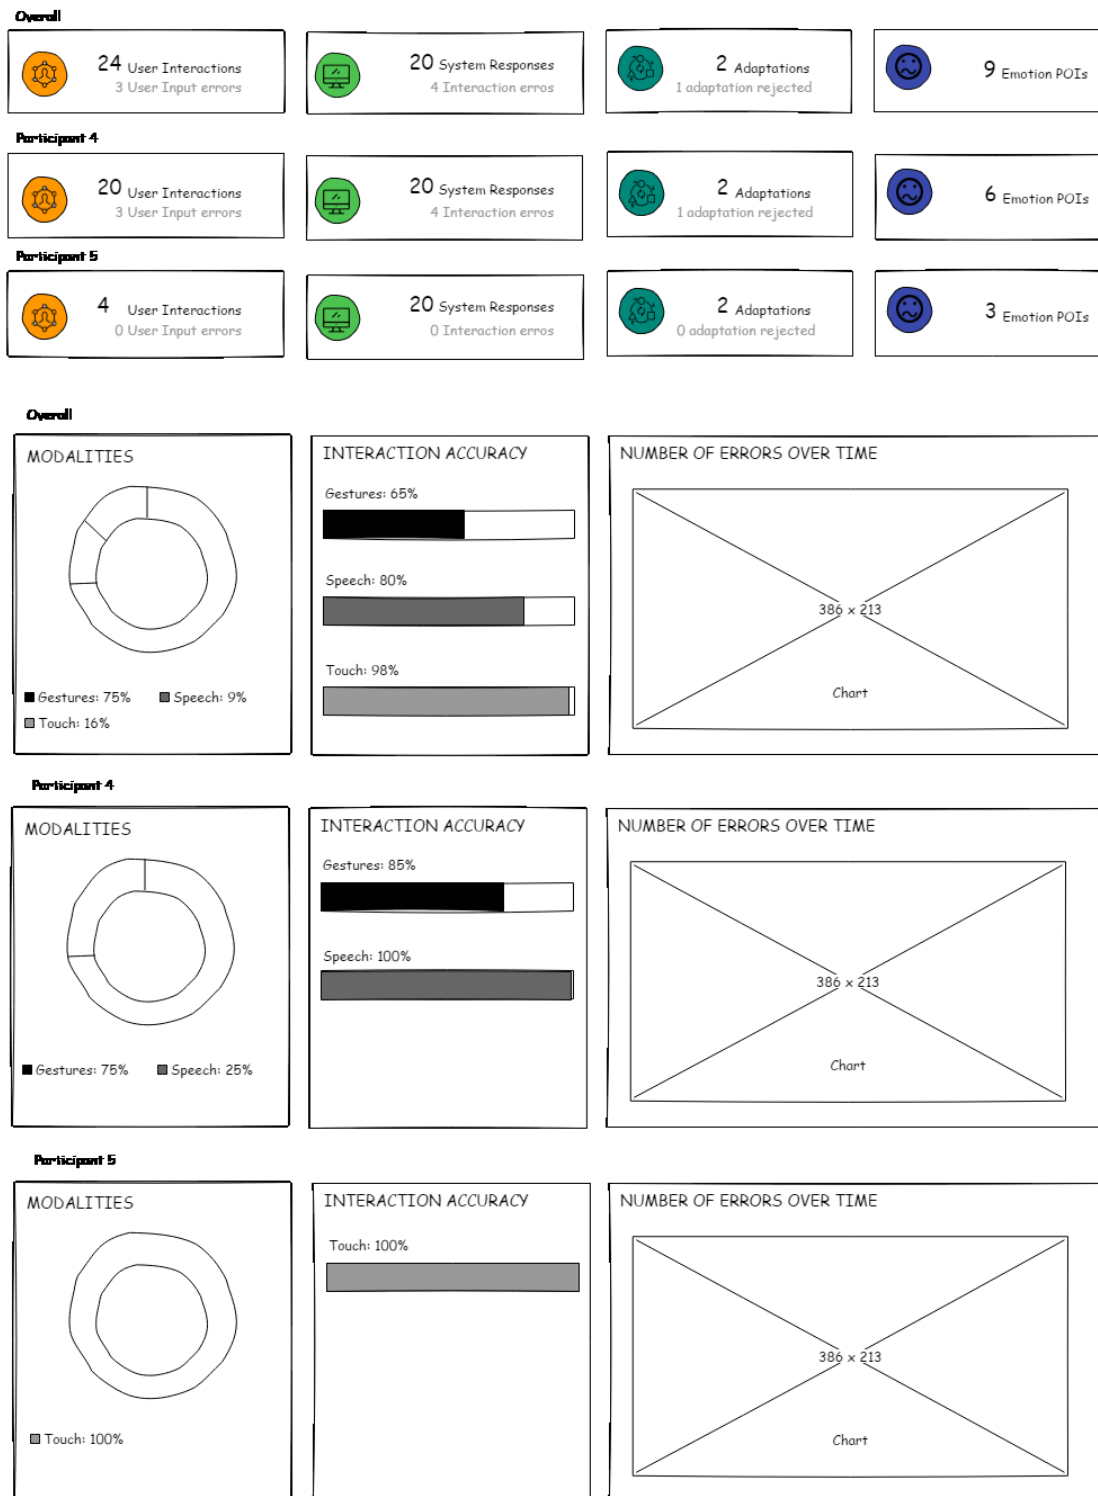 Overall
24 User Interactions
3 User Input errors
20 System Responses
4 Interaction erros
2 Adaptations
1 adaptation rejected
9 Emotion POIs
Participant 4
20 User Interactions
3 User Input errors
20 System Responses
4 Interaction erros
2 Adaptations
1 adaptation rejected
6 Emotion POIs
Participant 5
4 User Interactions
0 User Input errors
20 System Responses
0 Interaction erros
2 Adaptations
0 adaptation rejected
3 Emotion POIs
Overall
MODALITIES
Gestures: 75%
Speech: 9%
Touch: 16%
INTERACTION ACCURACY
Gestures: 65%
Speech: 80%
Touch: 98%
NUMBER OF ERRORS OVER TIME
386 x 213
Chart
Participant 4
MODALITIES
Gestures: 75%
Speech: 25%
INTERACTION ACCURACY
Gestures: 85%
Speech: 100%
NUMBER OF ERRORS OVER TIME
386 x 213
Chart
Participant 5
MODALITIES
Touch: 100%
INTERACTION ACCURACY
Touch: 100%
NUMBER OF ERRORS OVER TIME
386 x 213
Chart